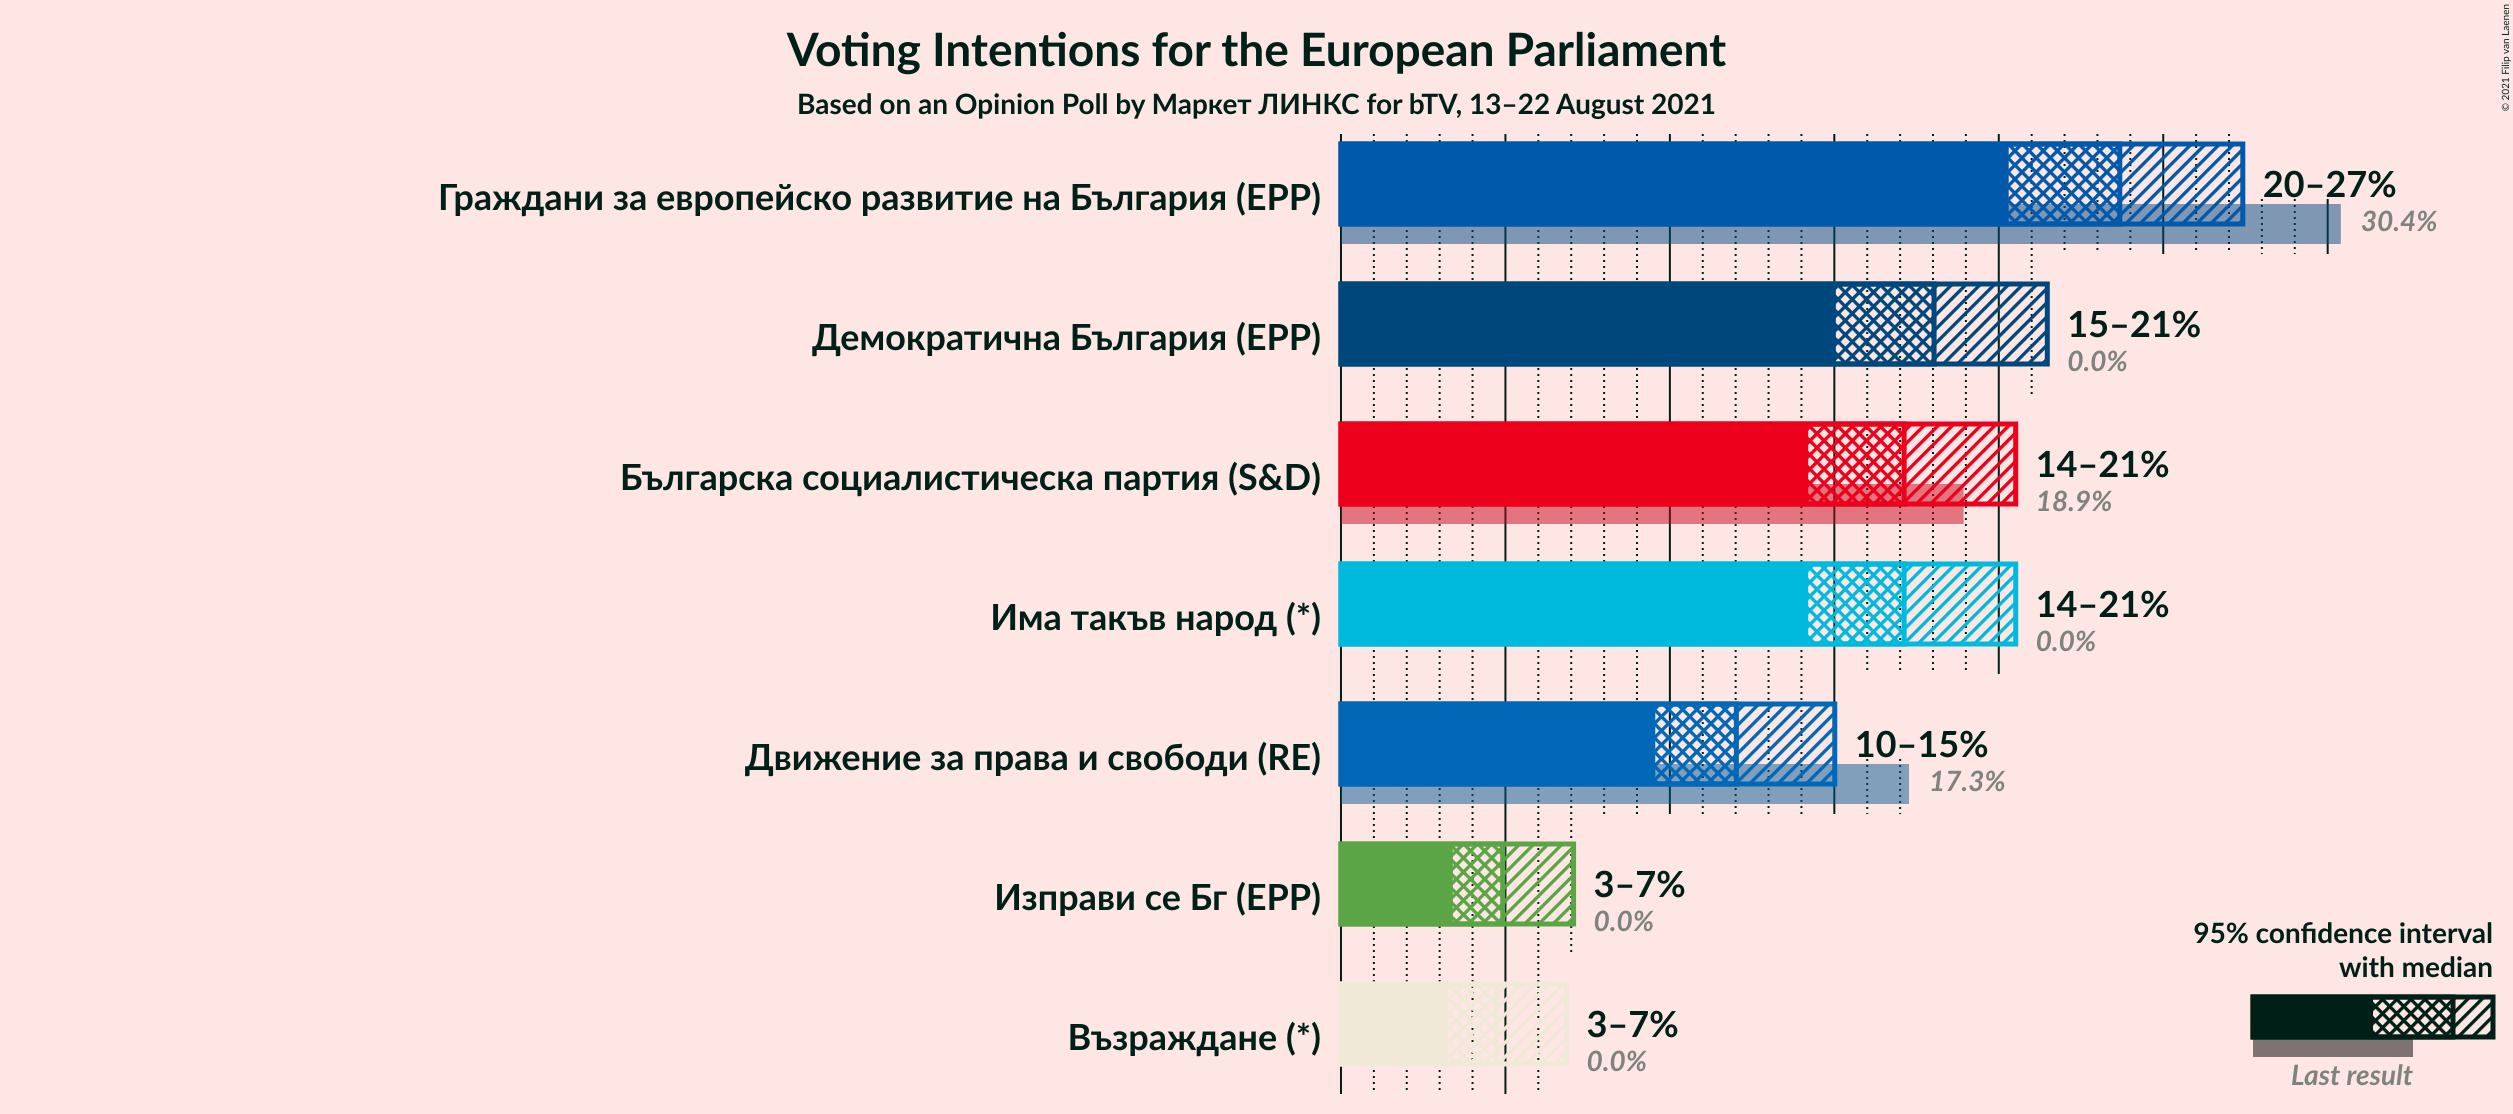 © 2021 Filip van Laenen
Voting Intentions for the European Parliament
Based on an Opinion Poll by Маркет ЛИНКС for bTV, 13–22 August 2021
Граждани за европейско развитие на България (EPP)
20–27%
30.4%
Демократична България (EPP)
15–21%
0.0%
Българска социалистическа партия (S&D)
14–21%
18.9%
Има такъв народ (*)
14–21%
0.0%
Движение за права и свободи (RE)
10–15%
17.3%
Изправи се Бг (EPP)
3–7%
0.0%
Възраждане (*)
3–7%
0.0%
95% confidence interval
with median
Last result